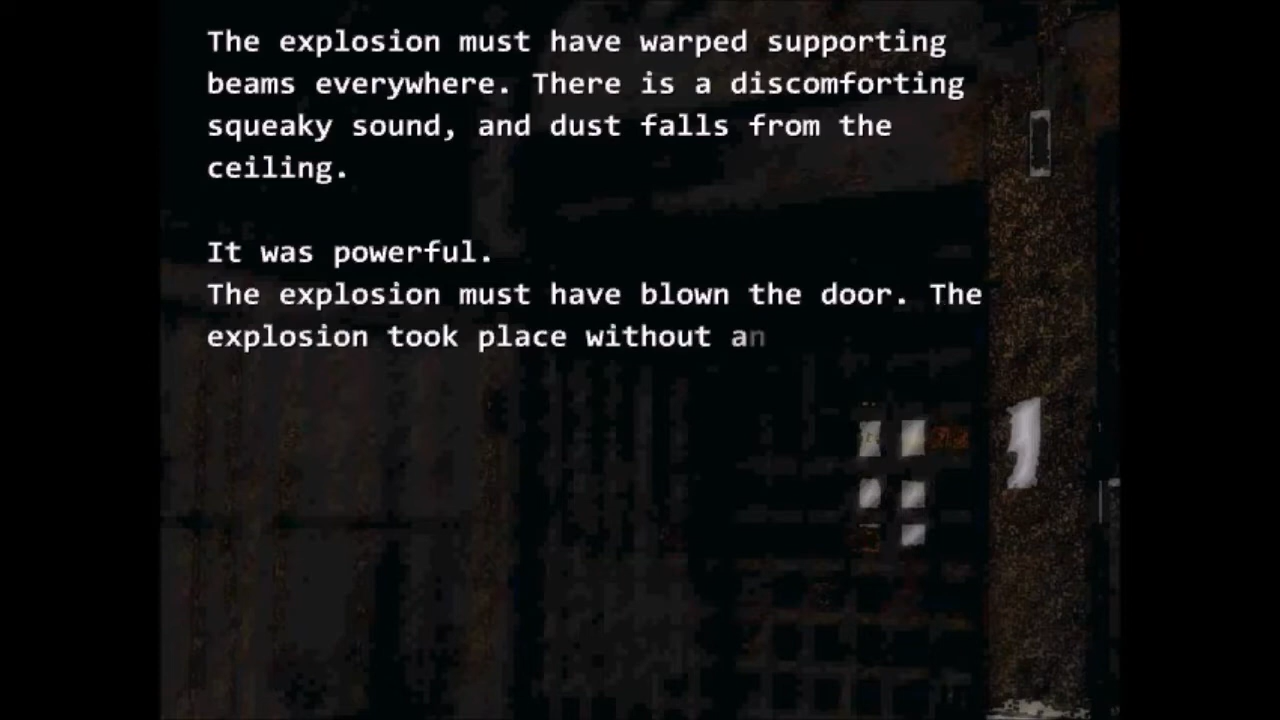 The explosion must have warped supporting
beams everywhere. There is a discomforting
squeaky sound, and dust falls from the
ceiling.
It was powerful.
The explosion must have blown the door. The
explosion took place without an